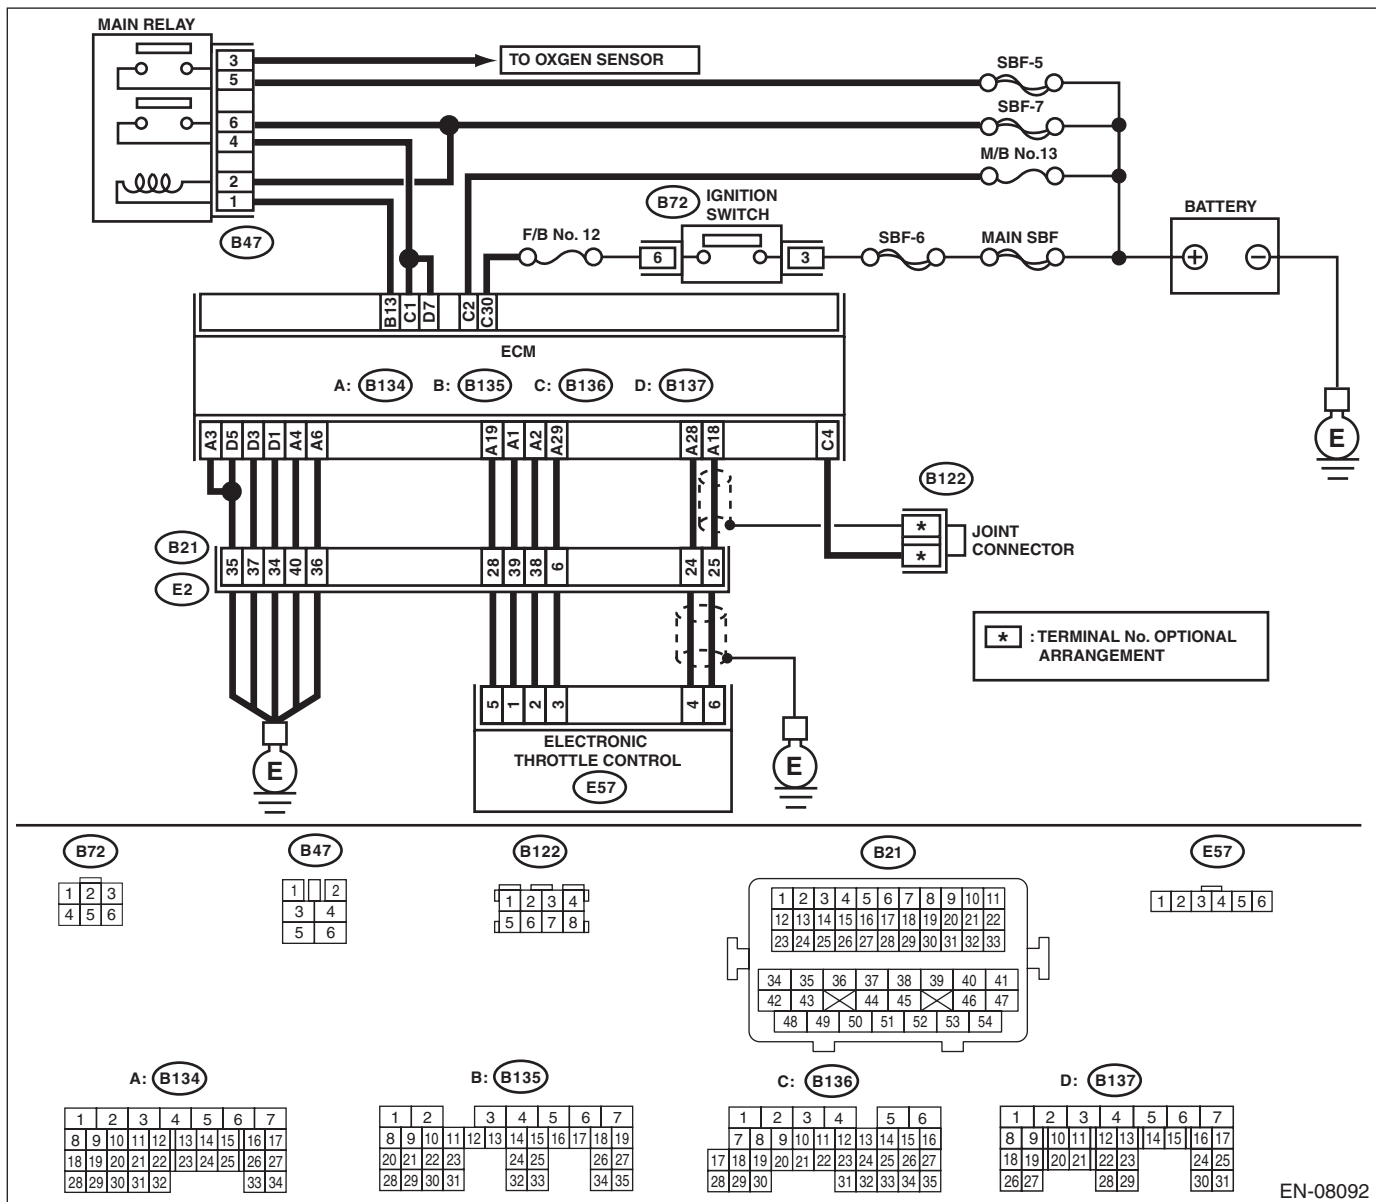 MAIN RELAY
3
TO OXGEN SENSOR
5
SBF-5
6
SBF-7
4
M/B No.13
2
1
B47
B72 IGNITION
SWITCH
F/B No. 12
6
3
SBF-6
MAIN SBF
BATTERY
+ −
B13 C1 D7 C2 C30
ECM
A: B134 B: B135 C: B136 D: B137
A3 D5 D3 D1 A4 A6 A19 A1 A2 A29 A28 A18 C4
E
B122
*
*
JOINT
CONNECTOR
B21
E2
35 37 34 40 36 28 39 38 6 24 25
* : TERMINAL No. OPTIONAL
ARRANGEMENT
5 1 2 3 4 6
ELECTRONIC
THROTTLE CONTROL
E57
E
E
B72
1 2 3
4 5 6
B47
1 2
3 4
5 6
B122
1 2 3 4
5 6 7 8
B21
1 2 3 4 5 6 7 8 9 10 11
12 13 14 15 16 17 18 19 20 21 22
23 24 25 26 27 28 29 30 31 32 33
34 35 36 37 38 39 40 41
42 43 44 45 46 47
48 49 50 51 52 53 54
E57
1 2 3 4 5 6
A: B134
1 2 3 4 5 6 7
8 9 10 11 12 13 14 15 16 17
18 19 20 21 22 23 24 25 26 27
28 29 30 31 32 33 34
B: B135
1 2 3 4 5 6 7
8 9 10 11 12 13 14 15 16 17 18 19
20 21 22 23 24 25 26 27
28 29 30 31 32 33 34 35
C: B136
1 2 3 4 5 6
7 8 9 10 11 12 13 14 15 16
17 18 19 20 21 22 23 24 25 26 27
28 29 30 31 32 33 34 35
D: B137
1 2 3 4 5 6 7
8 9 10 11 12 13 14 15 16 17
18 19 20 21 22 23 24 25
26 27 28 29 30 31
EN-08092